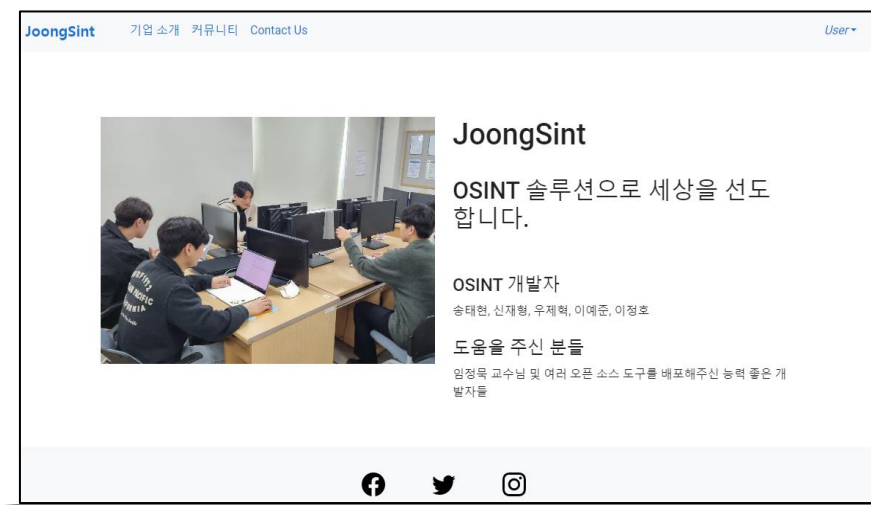 JoongSint 기업 소개 커뮤니티 Contact Us User
JoongSint
OSINT 솔루션으로 세상을 선도
합니다.
OSINT 개발자
송태현, 신재형, 우제혁, 이예준, 이정호
도움을 주신 분들
임정묵 교수님 및 여러 오픈 소스 도구를 배포해주신 능력 좋은 개
발자들